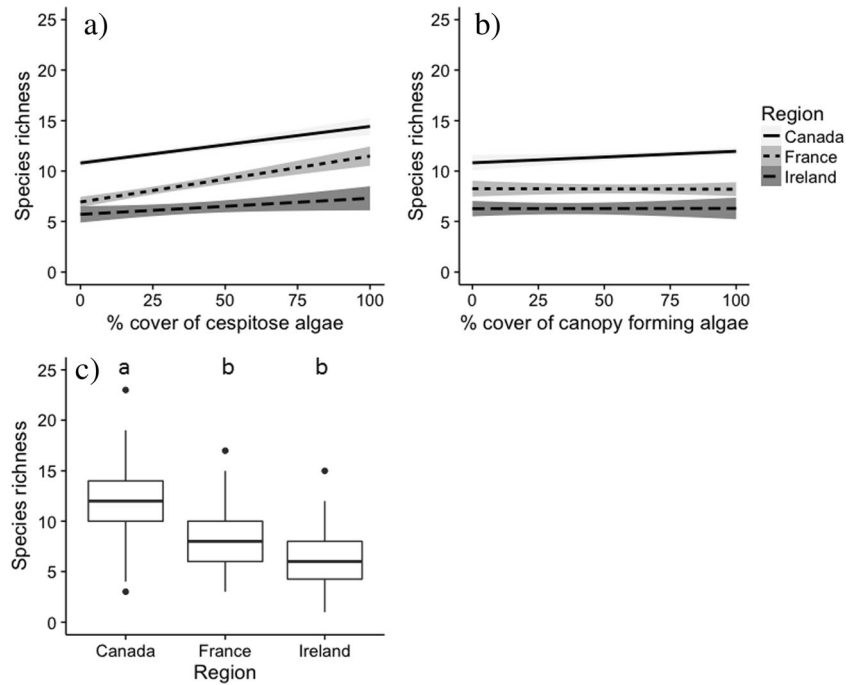 a)
Species richness
25
20
15
10
5
0
0 25 50 75 100
% cover of cespitose algae
b)
Species richness
25
20
15
10
5
0
0 25 50 75 100
% cover of canopy forming algae
Region
Canada
France
Ireland
c)
a b b
Species richness
25
20
15
10
5
0
Canada France Ireland
Region